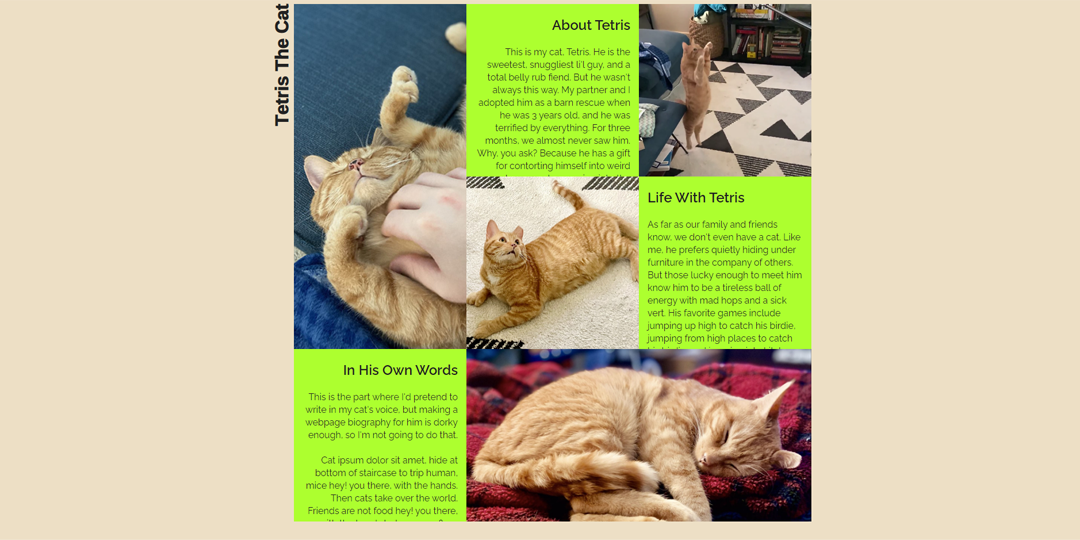 Tetris The Cat
About Tetris
This is my cat, Tetris. He is the
sweetest, snuggliest li'l guy, and a
total belly rub fiend. But he wasn't
always this way. My partner and I
adopted him as a barn rescue when
he was 3 years old, and he was
terrified by everything. For three
months, we almost never saw him.
Why, you ask? Because he has a gift
for contorting himself into weird
Life With Tetris
As far as our family and friends
know, we don't even have a cat. Like
me, he prefers quietly hiding under
furniture in the company of others.
But those lucky enough to meet him
know him to be a tireless ball of
energy with mad hops and a sick
vert. His favorite games include
jumping up high to catch his birdie,
jumping from high places to catch
In His Own Words
This is the part where I'd pretend to
write in my cat's voice, but making a
webpage biography for him is dorky
enough, so I'm not going to do that.
Cat ipsum dolor sit amet, hide at
bottom of staircase to trip human,
mice hey! you there, with the hands.
Then cats take over the world.
Friends are not food hey! you there,